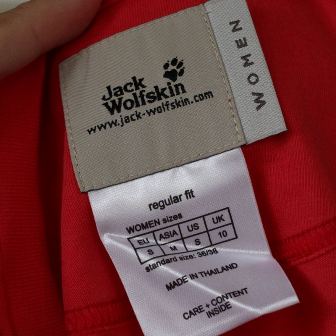 Jack
Wolfskin
www.jack-wolfskin.com
WOMEN
regular fit
WOMEN sizes
EU ASIA US UK
S M S 10
standard size: 36/38
MADE IN THAILAND
CARE + CONTENT
INSIDE